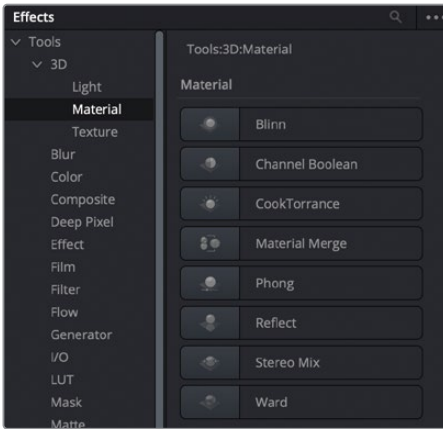 Effects
Tools
3D
Light
Material
Texture
Blur
Color
Composite
Deep Pixel
Effect
Film
Filter
Flow
Generator
I/O
LUT
Mask
Matte
Tools:3D:Material
Material
Blinn
Channel Boolean
CookTorrance
Material Merge
Phong
Reflect
Stereo Mix
Ward